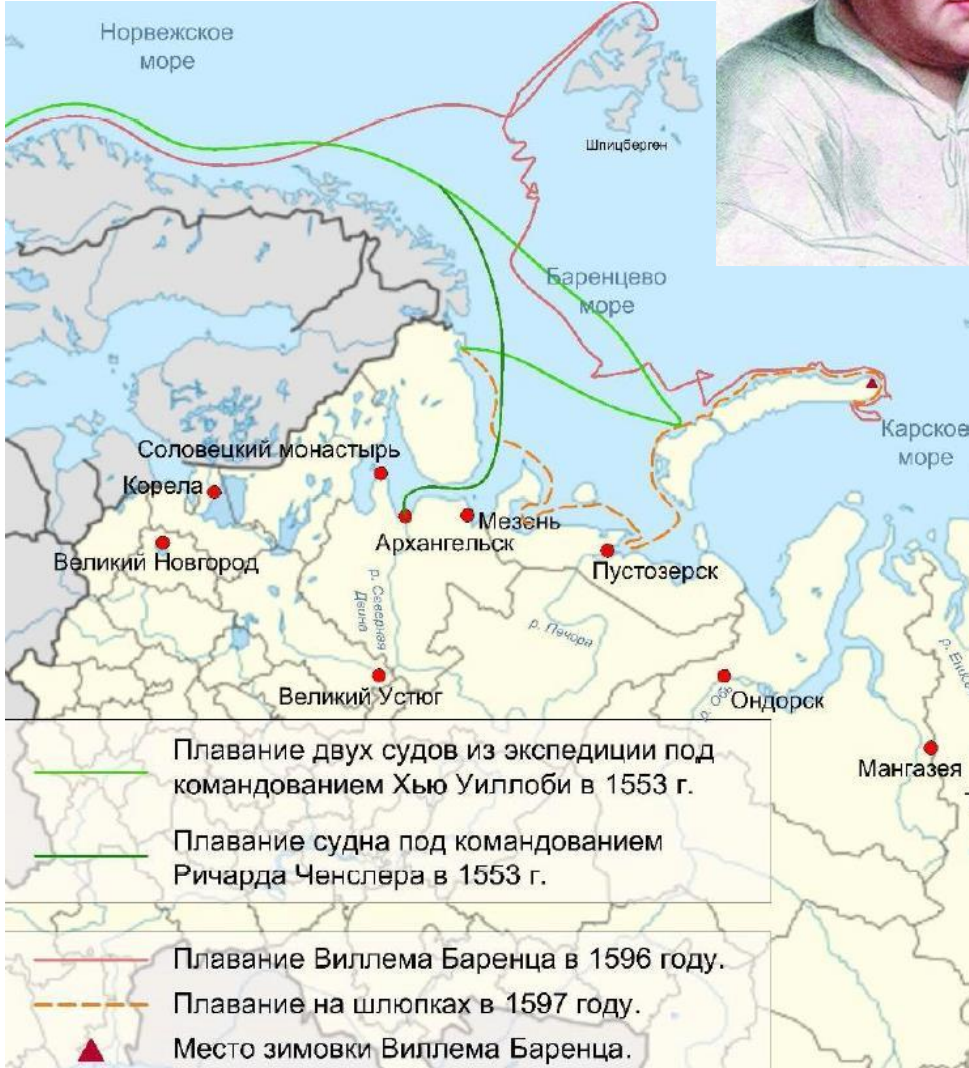 Норвежское
море
Шпицберген
Баренцево
море
Карское
море
Соловецкий монастырь
Корела
Мезень
Архангельск
Великий Новгород
Пустозерск
р. Северная
Двина
р. Печора
Великий Устюг
р. Обь
Ондорск
Мангазея
Плавание двух судов из экспедиции под
командованием Хью Уиллоби в 1553 г.
Плавание судна под командованием
Ричарда Ченслера в 1553 г.
Плавание Виллема Баренца в 1596 году.
Плавание на шлюпках в 1597 году.
Место зимовки Виллема Баренца.